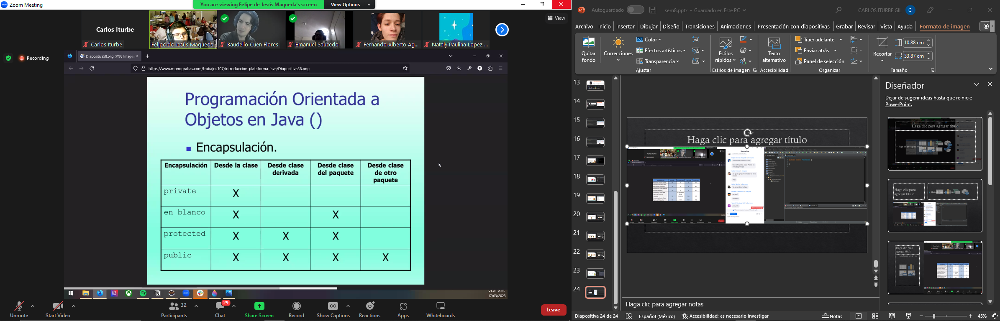 Zoom Meeting
You are viewing Felipe de Jesús Maqueda's screen
View Options
View
Carlos Iturbe
Carlos Iturbe
Felipe de Jesús Maqueda
Baudelio Cuen Flores
Emanuel Saucedo
Fernando Alberto Ag...
Nataly Paulina Lopez ...
Recording
Diapositiva58.png (PNG Imagen
https://www.monografias.com/trabajos107/introduccion-plataforma-java/Diapositiva58.png
Programación Orientada a
Objetos en Java ()
Encapsulación.
Encapsulación Desde la clase Desde clase derivada Desde clase del paquete Desde clase de otro paquete
private X
en blanco X X
protected X X X
public X X X X
01:31 p. m.
17/03/2023
Unmute
Start Video
32
Participants
29
Chat
Share Screen
Record
CC
Show Captions
Reactions
Apps
Whiteboards
Leave
Autoguardado
sem8.pptx • Guardado en Este PC
CARLOS ITURBE GIL
CI
Archivo Inicio Insertar Dibujar Diseño Transiciones Animaciones Presentación con diapositivas Grabar Revisar Vista Ayuda Formato de imagen
Quitar fondo
Correcciones
Color
Efectos artísticos
Transparencia
Ajustar
Estilos rápidos
Estilos de imagen
Texto alternativo
Accesibilidad
Traer adelante
Enviar atrás
Panel de selección
Organizar
Recortar
10.88 cm
33.87 cm
Tamaño
13
14
15
16
17
18
19
20
21
22
23
24
Haga clic para agregar título
Haga clic para agregar notas
Diseñador
Dejar de sugerir ideas hasta que reinicie
PowerPoint.
Haga clic para agregar título
Haga clic para
agregar título
Haga clic para
agregar título
Diapositiva 24 de 24
Español (México)
Accesibilidad: es necesario investigar
Notas
45%